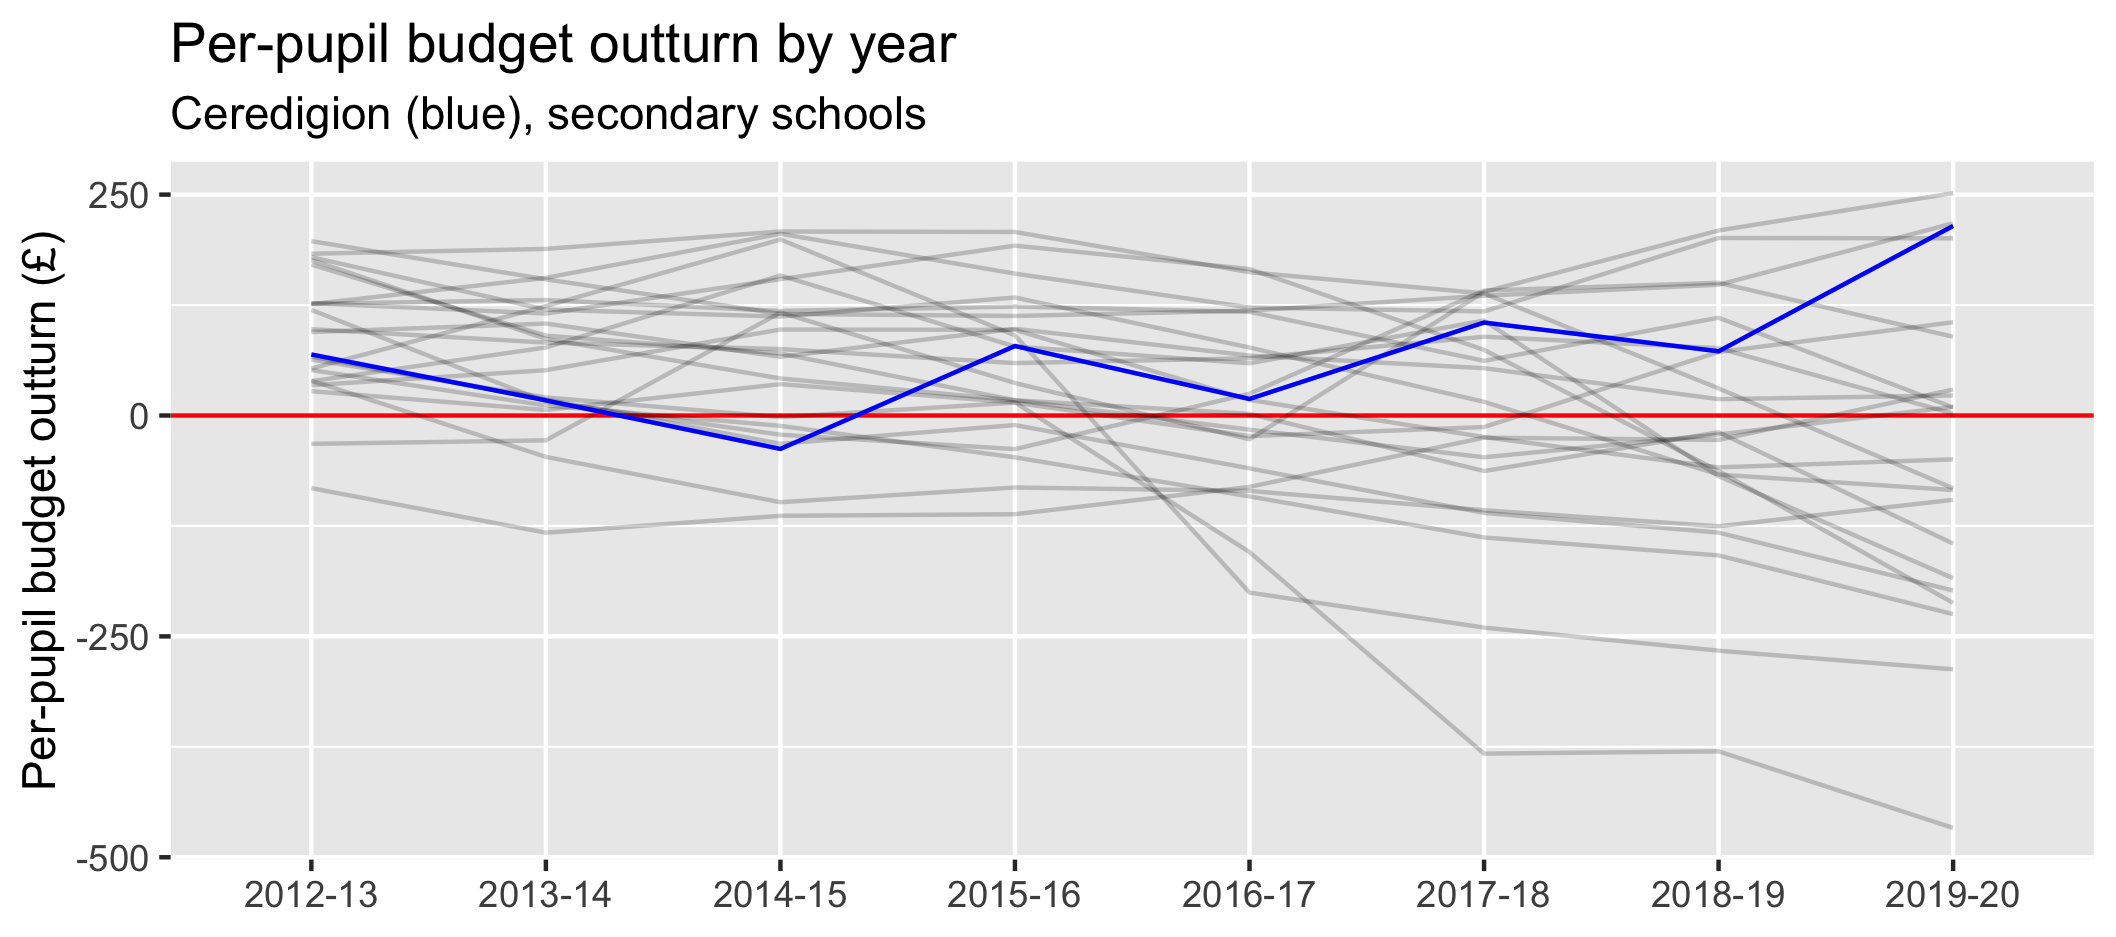 Per-pupil budget outturn by year
Ceredigion (blue), secondary schools
Per-pupil budget outturn (£)
250
0
-250
-500
2012-13 2013-14 2014-15 2015-16 2016-17 2017-18 2018-19 2019-20